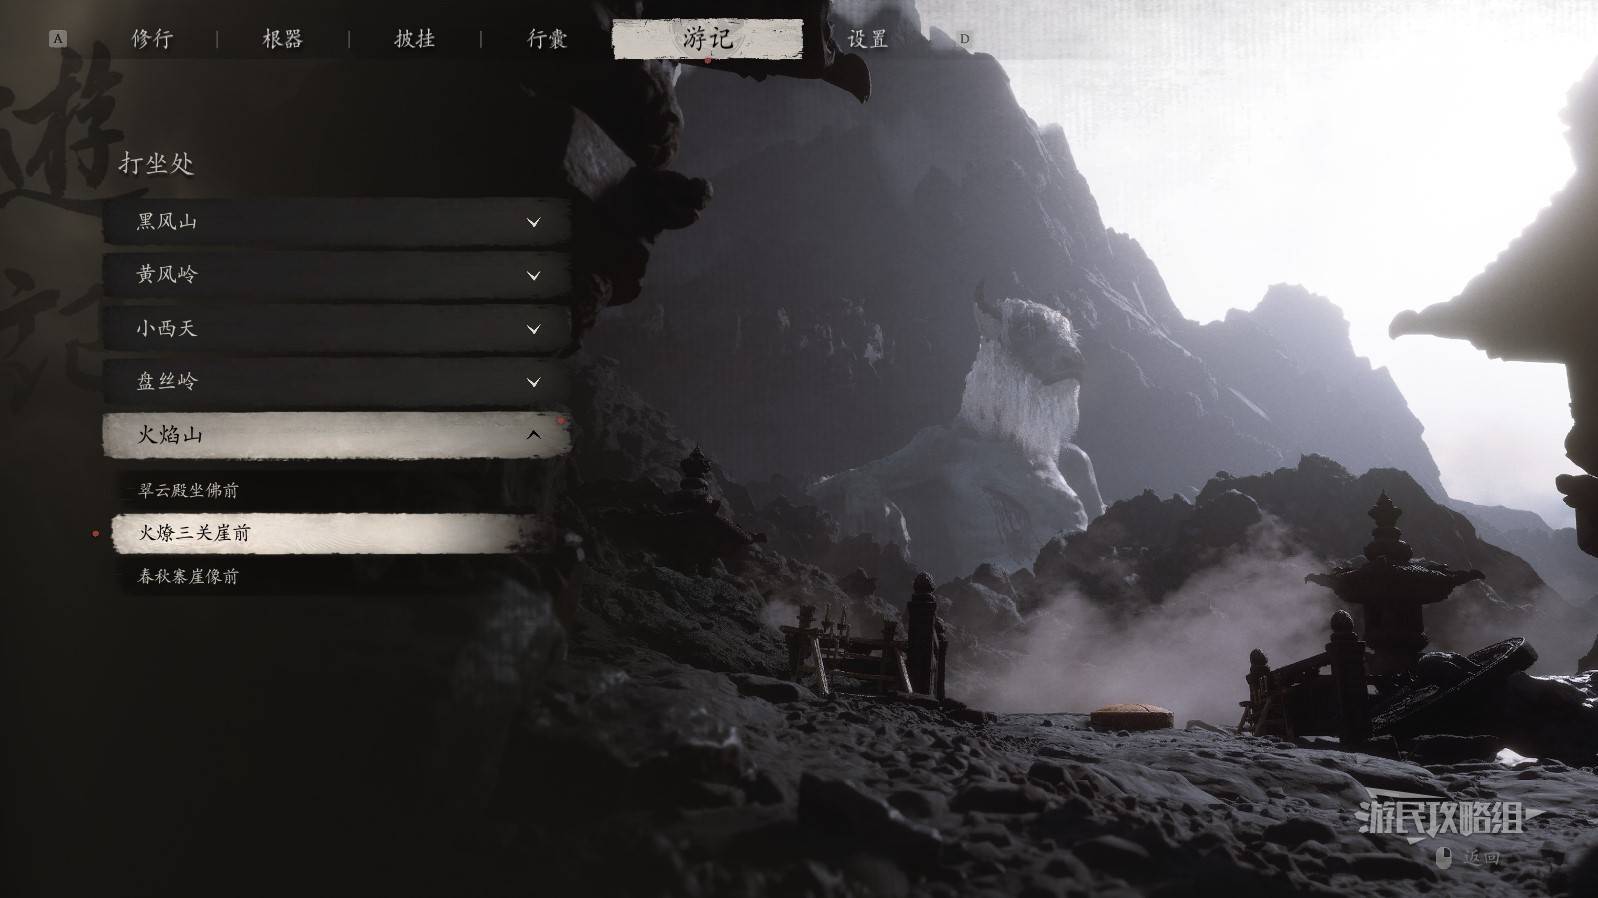 A 修行 | 根器 | 披挂 | 行囊 游记 设置 D
遊記
打坐处
黑风山
黄风岭
小西天
盘丝岭
火焰山
翠云殿坐佛前
火燎三关崖前
春秋寨崖像前
游民攻略组
返回